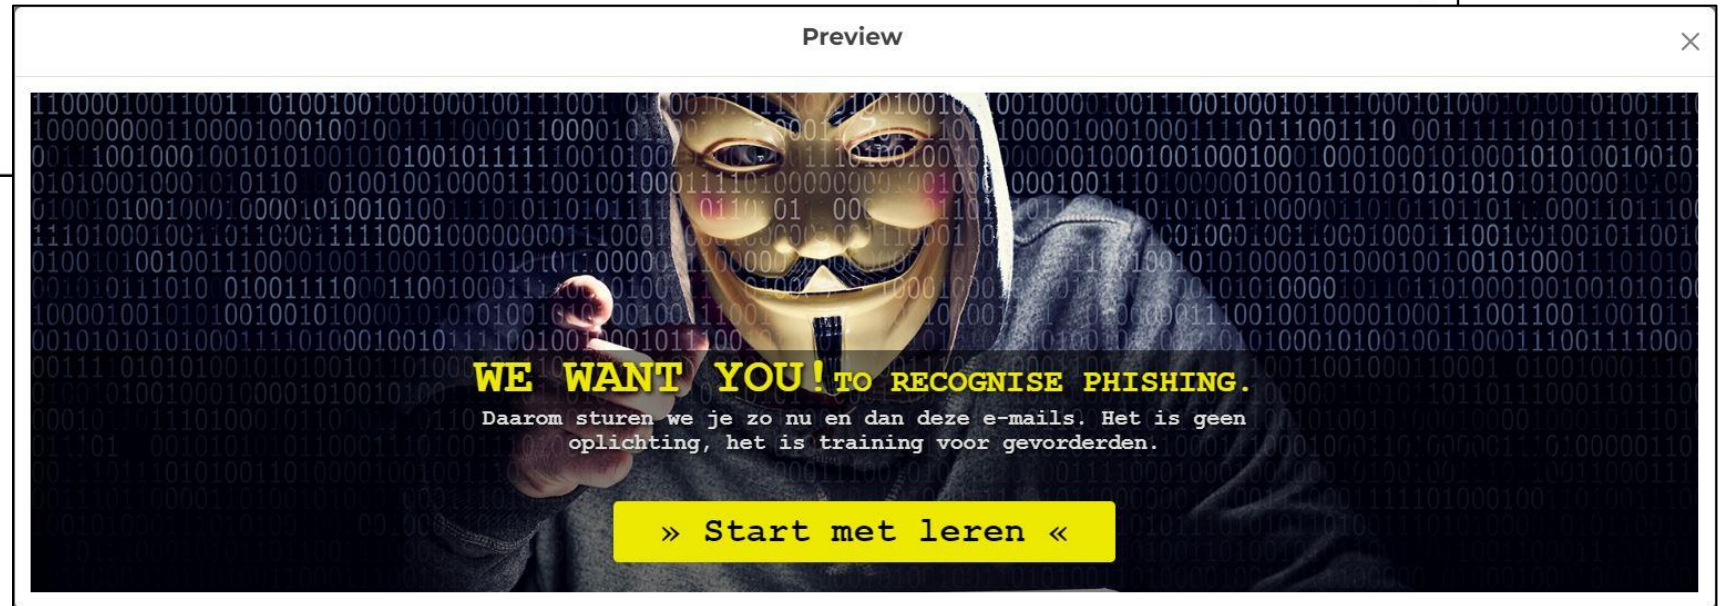 Preview
WE WANT YOU! TO RECOGNISE PHISHING.
Daarom sturen we je zo nu en dan deze e-mails. Het is geen
oplichting, het is training voor gevorderden.
» Start met leren «